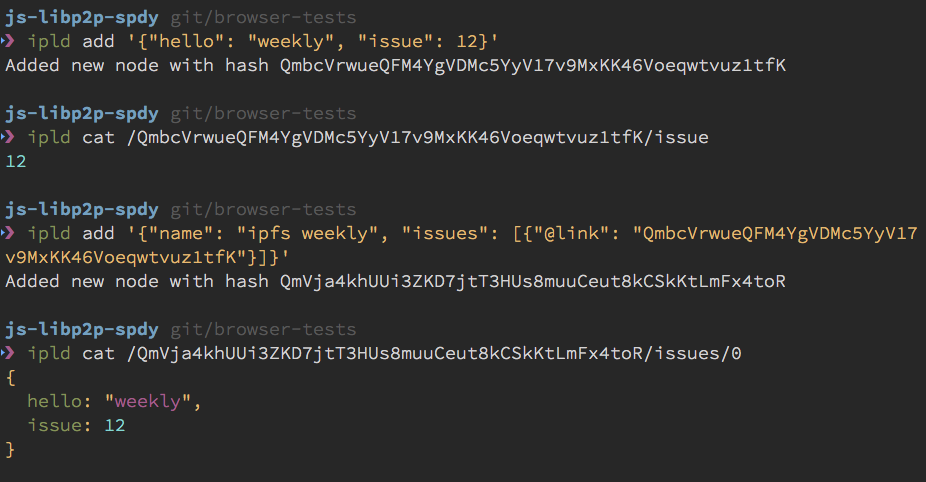 js-libp2p-spdy git/browser-tests
❯ ipld add '{"hello": "weekly", "issue": 12}'
Added new node with hash QmbcVrwueQFM4YgVDMc5YyV17v9MxKK46Voeqwtvuz1tfK
js-libp2p-spdy git/browser-tests
❯ ipld cat /QmbcVrwueQFM4YgVDMc5YyV17v9MxKK46Voeqwtvuz1tfK/issue
12
js-libp2p-spdy git/browser-tests
❯ ipld add '{"name": "ipfs weekly", "issues": [{"@link": "QmbcVrwueQFM4YgVDMc5YyV17
v9MxKK46Voeqwtvuz1tfK"}]}'
Added new node with hash QmVja4khUUi3ZKD7jtT3HUs8muuCeut8kCSkKtLmFx4toR
js-libp2p-spdy git/browser-tests
❯ ipld cat /QmVja4khUUi3ZKD7jtT3HUs8muuCeut8kCSkKtLmFx4toR/issues/0
{
  hello: "weekly",
  issue: 12
}